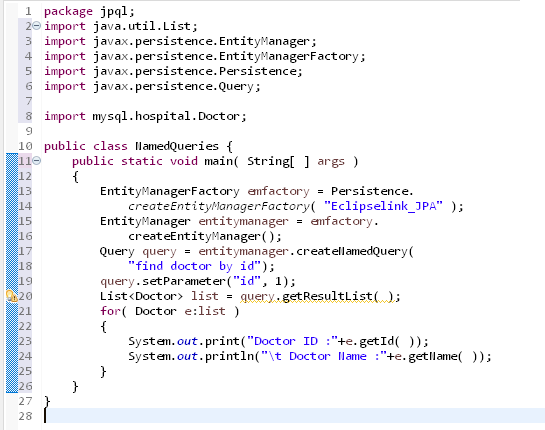 1 package jpql;
2 import java.util.List;
3 import javax.persistence.EntityManager;
4 import javax.persistence.EntityManagerFactory;
5 import javax.persistence.Persistence;
6 import javax.persistence.Query;
7
8 import mysql.hospital.Doctor;
9
10 public class NamedQueries {
11     public static void main( String[ ] args )
12     {
13         EntityManagerFactory emfactory = Persistence.
14             createEntityManagerFactory( "Eclipselink_JPA" );
15         EntityManager entitymanager = emfactory.
16             createEntityManager();
17         Query query = entitymanager.createNamedQuery(
18             "find doctor by id");
19         query.setParameter("id", 1);
20         List<Doctor> list = query.getResultList( );
21         for( Doctor e:list )
22         {
23             System.out.print("Doctor ID :"+e.getId( ));
24             System.out.println("\t Doctor Name :"+e.getName( ));
25         }
26     }
27 }
28